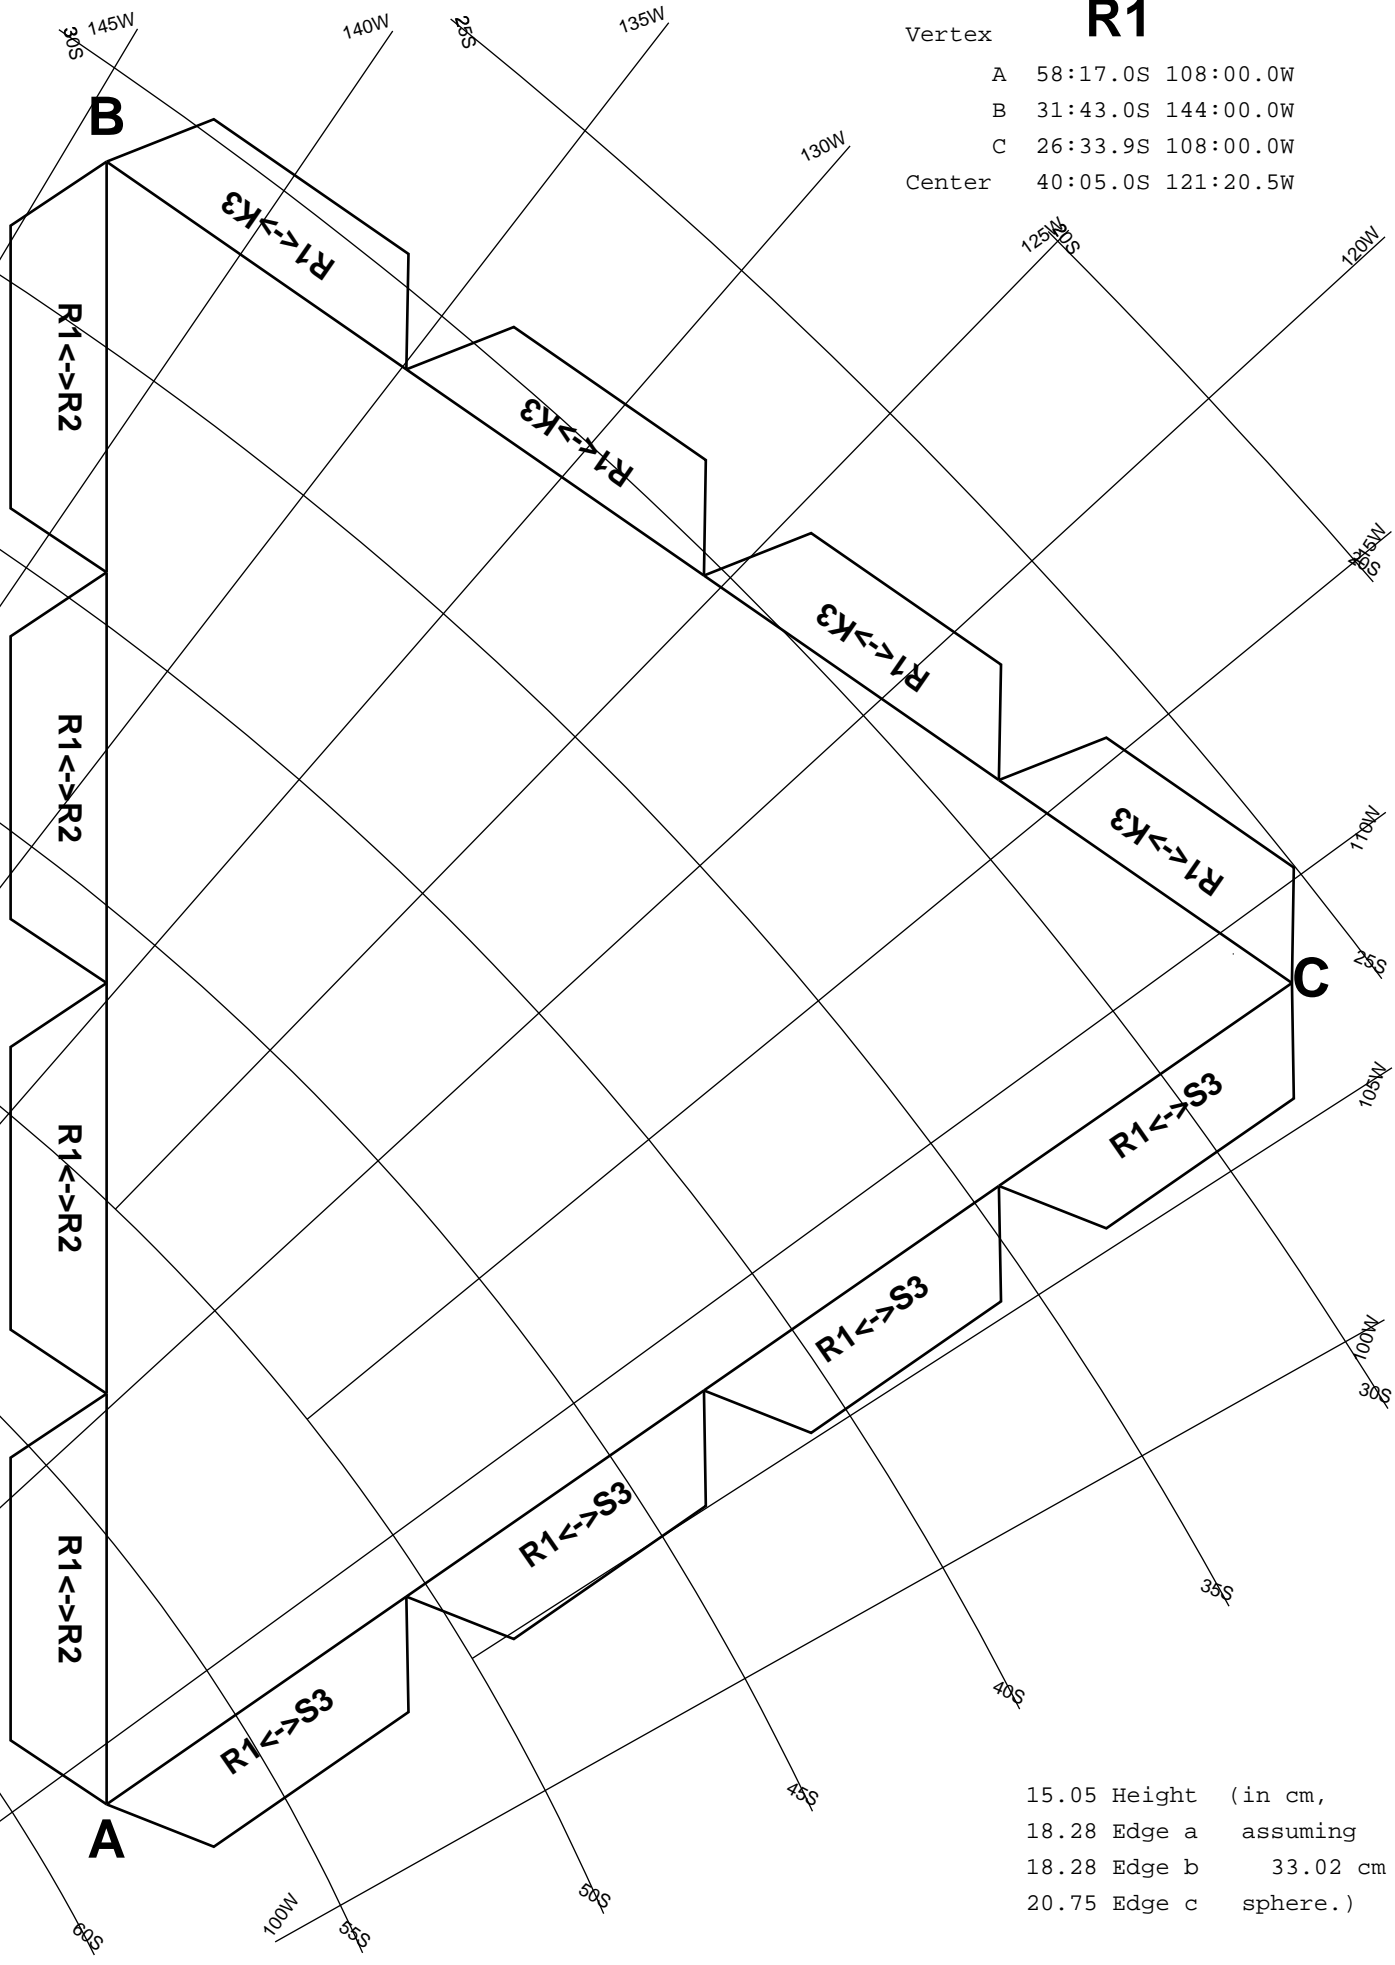 R1
Vertex
A 58:17.0S 108:00.0W
B 31:43.0S 144:00.0W
C 26:33.9S 108:00.0W
Center 40:05.0S 121:20.5W
30S
145W
140W
25S
135W
130W
125W
20S
120W
115W
110W
25S
105W
100W
30S
35S
40S
45S
50S
55S
60S
100W
B
R1<->K3
R1<->K3
R1<->K3
R1<->K3
C
R1<->R2
R1<->R2
R1<->R2
R1<->R2
R1<->S3
R1<->S3
R1<->S3
R1<->S3
A
15.05 Height (in cm,
18.28 Edge a assuming
18.28 Edge b 33.02 cm
20.75 Edge c sphere.)